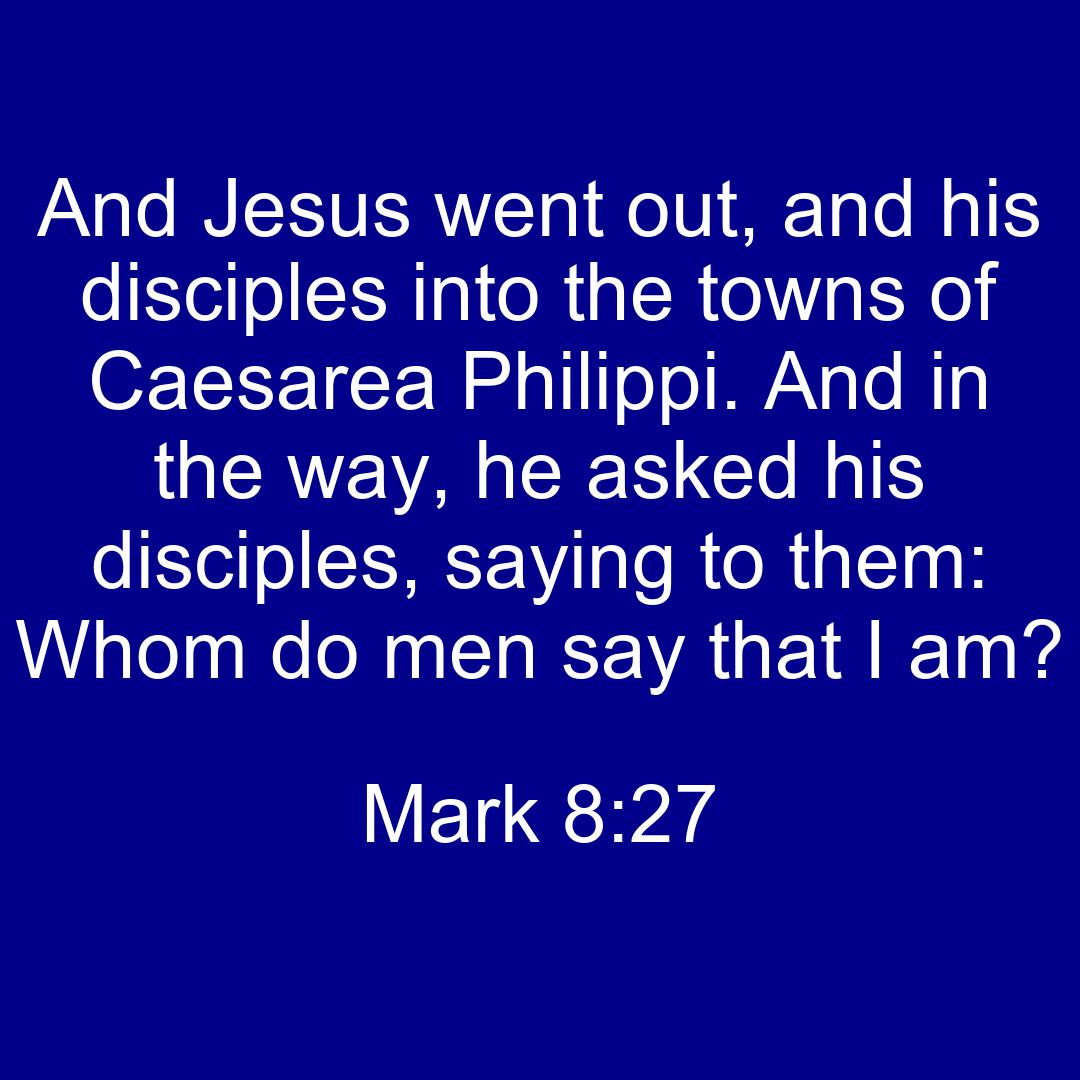 And Jesus went out, and his
disciples into the towns of
Caesarea Philippi. And in
the way, he asked his
disciples, saying to them:
Whom do men say that I am?
Mark 8:27